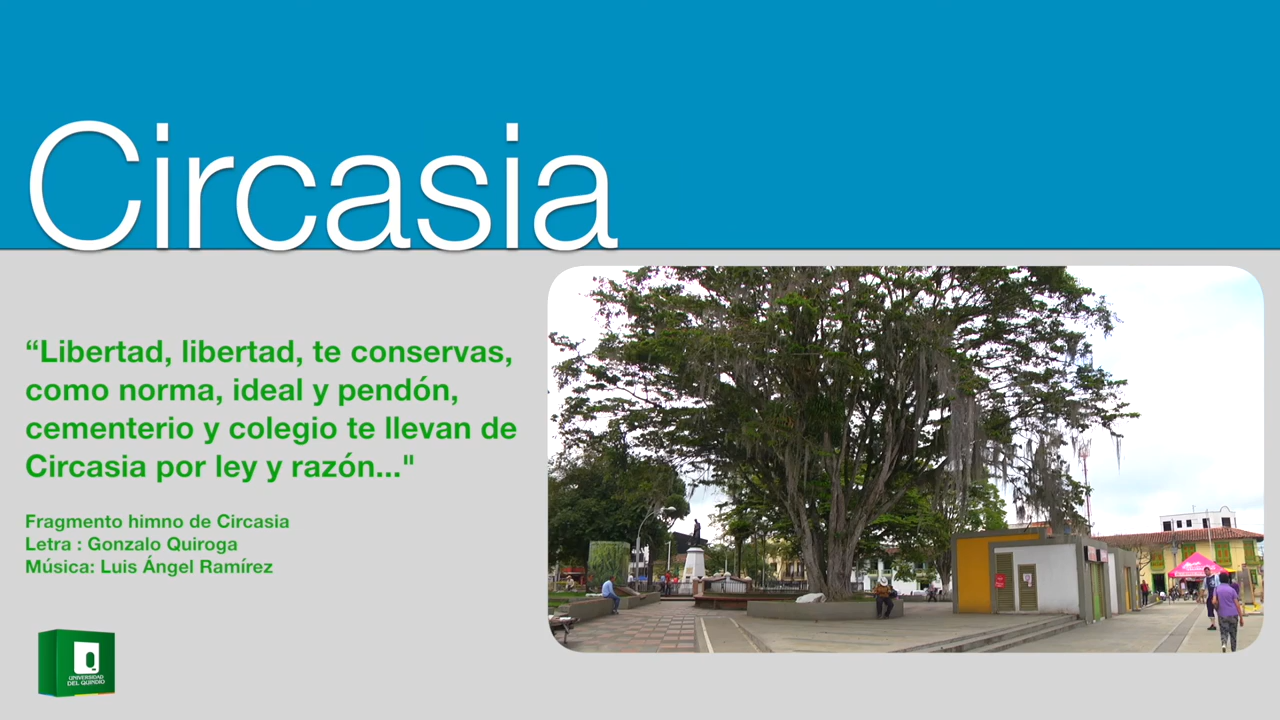 Circasia
“Libertad, libertad, te conservas,
como norma, ideal y pendón,
cementerio y colegio te llevan de
Circasia por ley y razón..."
Fragmento himno de Circasia
Letra : Gonzalo Quiroga
Música: Luis Ángel Ramírez
UNIVERSIDAD
DEL QUINDÍO